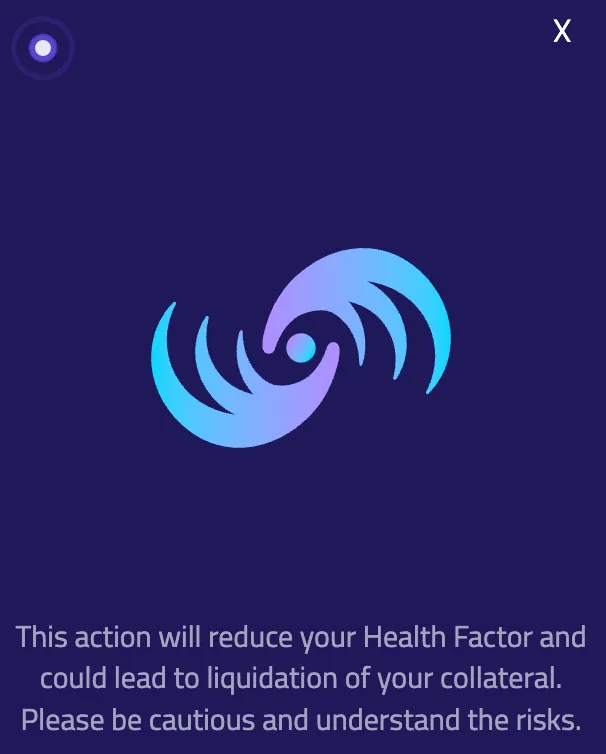 X
This action will reduce your Health Factor and
could lead to liquidation of your collateral.
Please be cautious and understand the risks.